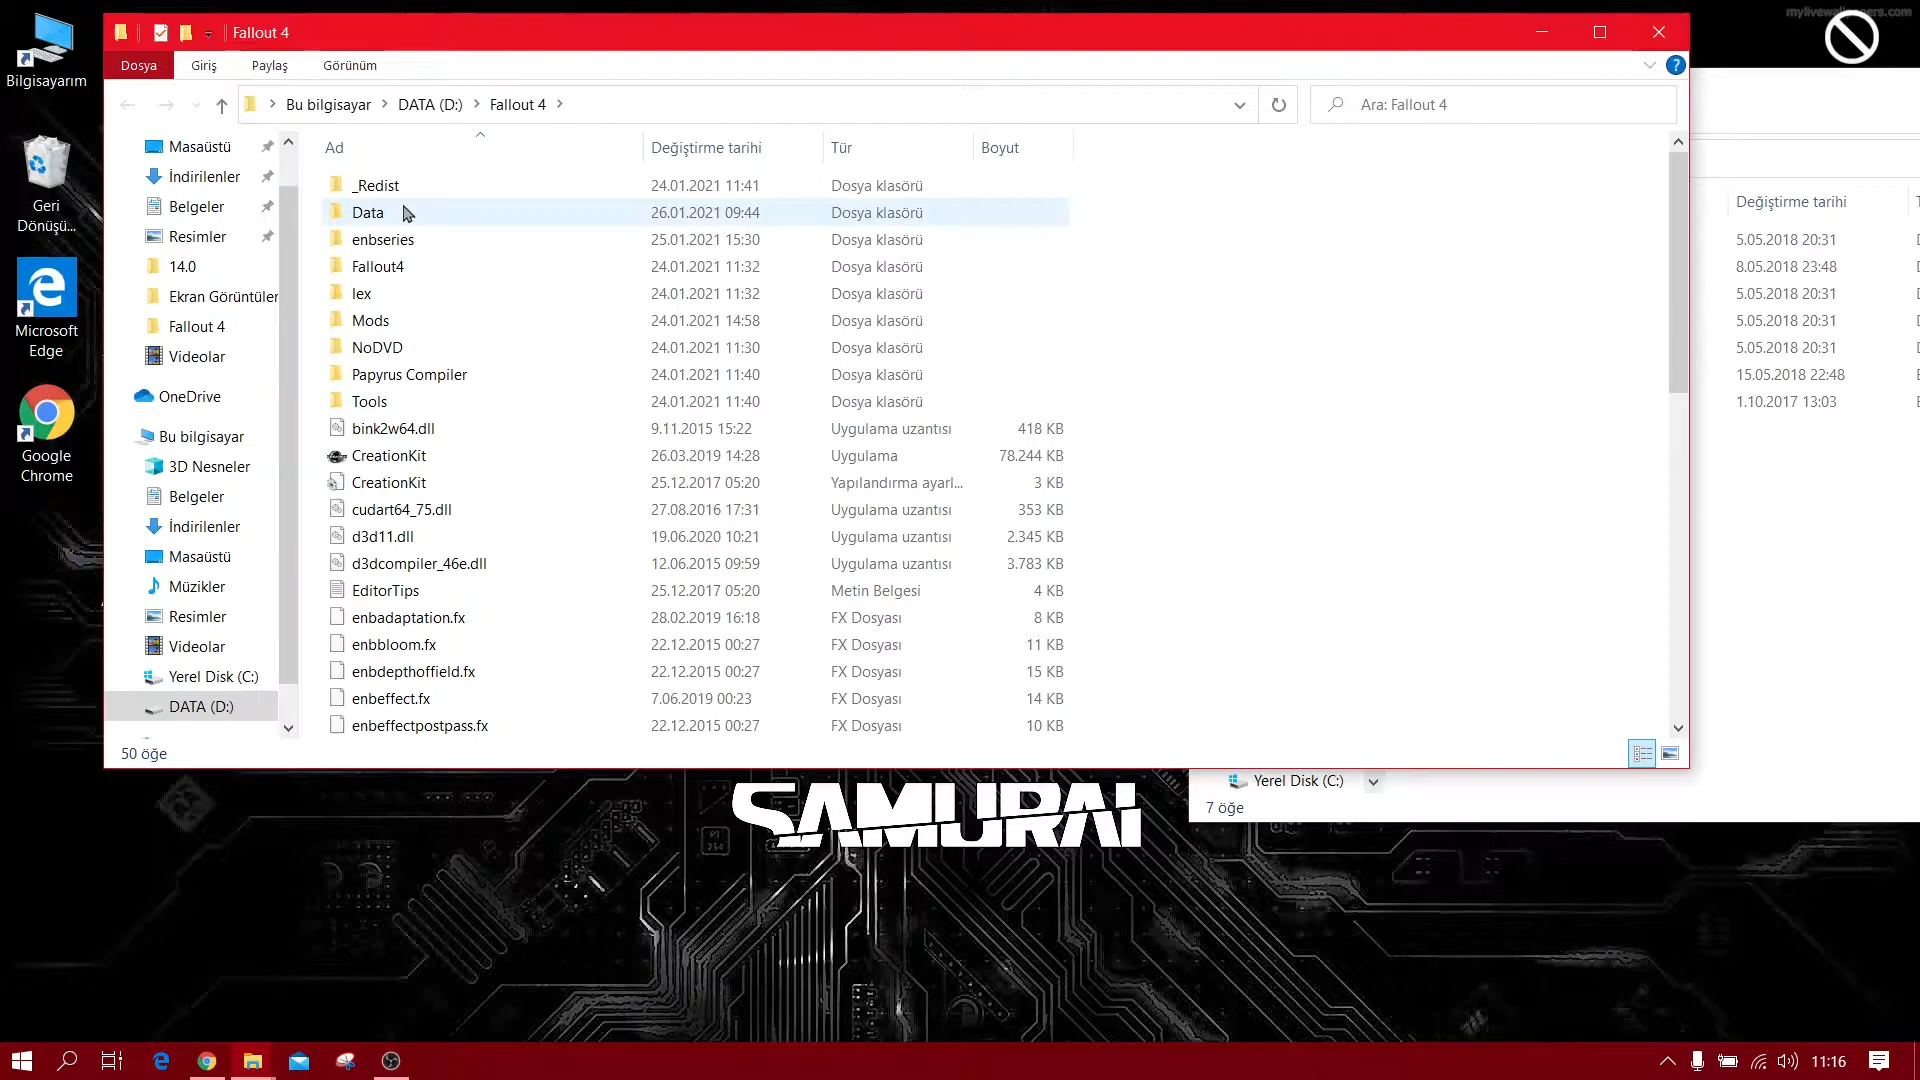 mylivewallpapers.com
Bilgisayarım
Geri
Dönüşü...
Microsoft
Edge
Google
Chrome
Fallout 4
Dosya Giriş Paylaş Görünüm
Bu bilgisayar DATA (D:) Fallout 4
Ara: Fallout 4
Masaüstü
İndirilenler
Belgeler
Resimler
14.0
Ekran Görüntüler
Fallout 4
Videolar
OneDrive
Bu bilgisayar
3D Nesneler
Belgeler
İndirilenler
Masaüstü
Müzikler
Resimler
Videolar
Yerel Disk (C:)
DATA (D:)
50 öğe
Ad Değiştirme tarihi Tür Boyut
_Redist 24.01.2021 11:41 Dosya klasörü
Data 26.01.2021 09:44 Dosya klasörü
enbseries 25.01.2021 15:30 Dosya klasörü
Fallout4 24.01.2021 11:32 Dosya klasörü
lex 24.01.2021 11:32 Dosya klasörü
Mods 24.01.2021 14:58 Dosya klasörü
NoDVD 24.01.2021 11:30 Dosya klasörü
Papyrus Compiler 24.01.2021 11:40 Dosya klasörü
Tools 24.01.2021 11:40 Dosya klasörü
bink2w64.dll 9.11.2015 15:22 Uygulama uzantısı 418 KB
CreationKit 26.03.2019 14:28 Uygulama 78.244 KB
CreationKit 25.12.2017 05:20 Yapılandırma ayarl... 3 KB
cudart64_75.dll 27.08.2016 17:31 Uygulama uzantısı 353 KB
d3d11.dll 19.06.2020 10:21 Uygulama uzantısı 2.345 KB
d3dcompiler_46e.dll 12.06.2015 09:59 Uygulama uzantısı 3.783 KB
EditorTips 25.12.2017 05:20 Metin Belgesi 4 KB
enbadaptation.fx 28.02.2019 16:18 FX Dosyası 8 KB
enbbloom.fx 22.12.2015 00:27 FX Dosyası 11 KB
enbdepthoffield.fx 22.12.2015 00:27 FX Dosyası 15 KB
enbeffect.fx 7.06.2019 00:23 FX Dosyası 14 KB
enbeffectpostpass.fx 22.12.2015 00:27 FX Dosyası 10 KB
Değiştirme tarihi
5.05.2018 20:31
8.05.2018 23:48
5.05.2018 20:31
5.05.2018 20:31
5.05.2018 20:31
15.05.2018 22:48
1.10.2017 13:03
Yerel Disk (C:)
7 öğe
SAMURAI
11:16